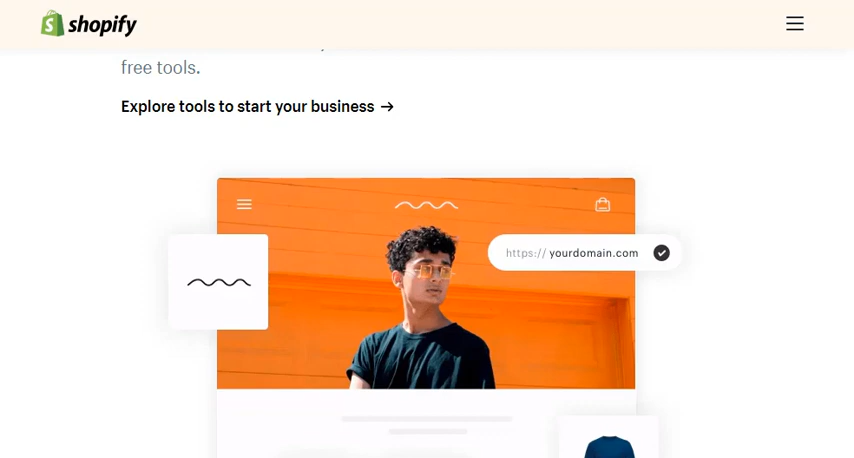 shopify
free tools.
Explore tools to start your business →
https:// yourdomain.com